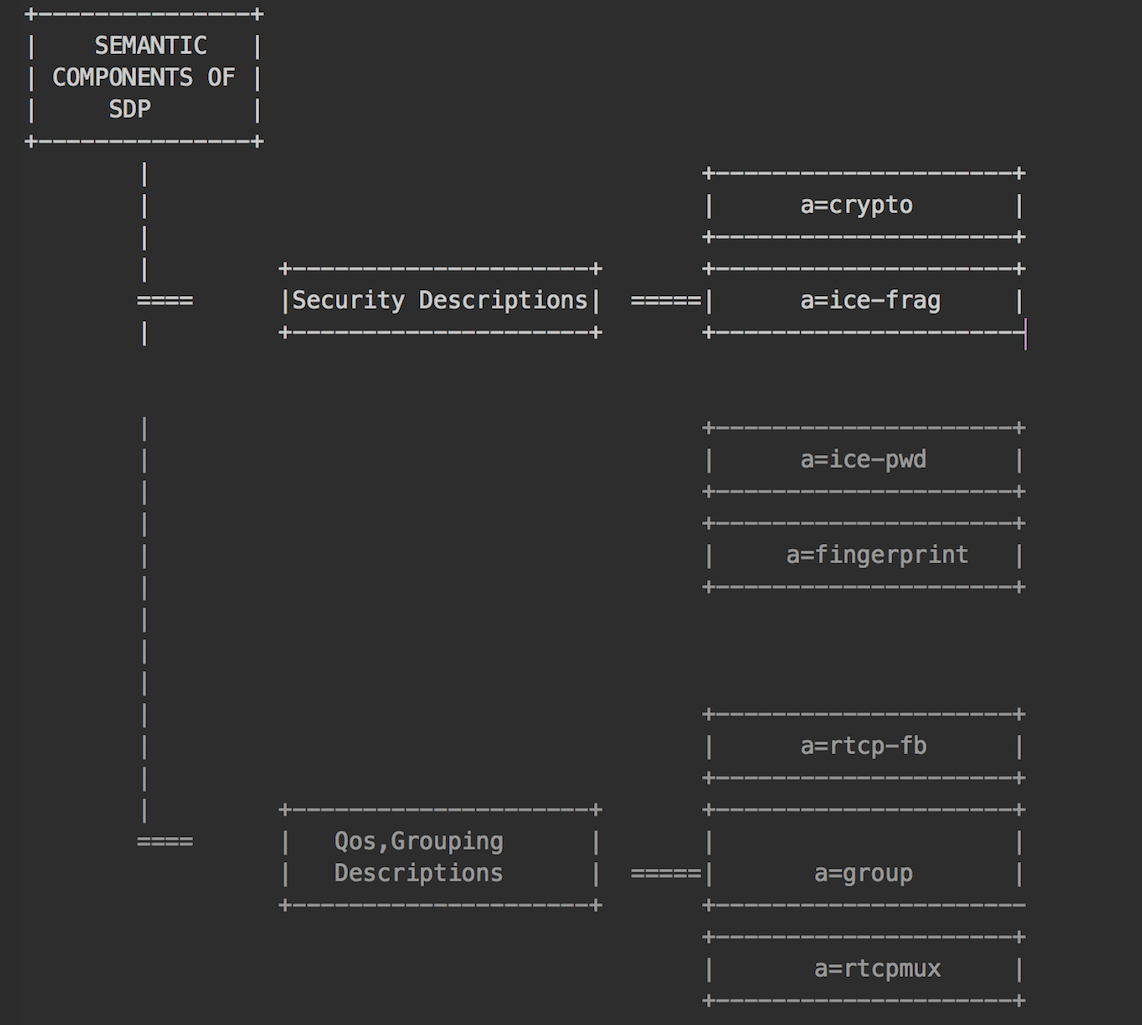 SEMANTIC
COMPONENTS OF
SDP
a=crypto
==== |Security Descriptions| =====| a=ice-frag |
a=ice-pwd
a=fingerprint
a=rtcp-fb
==== | Qos,Grouping
Descriptions | =====| a=group |
a=rtcpmux